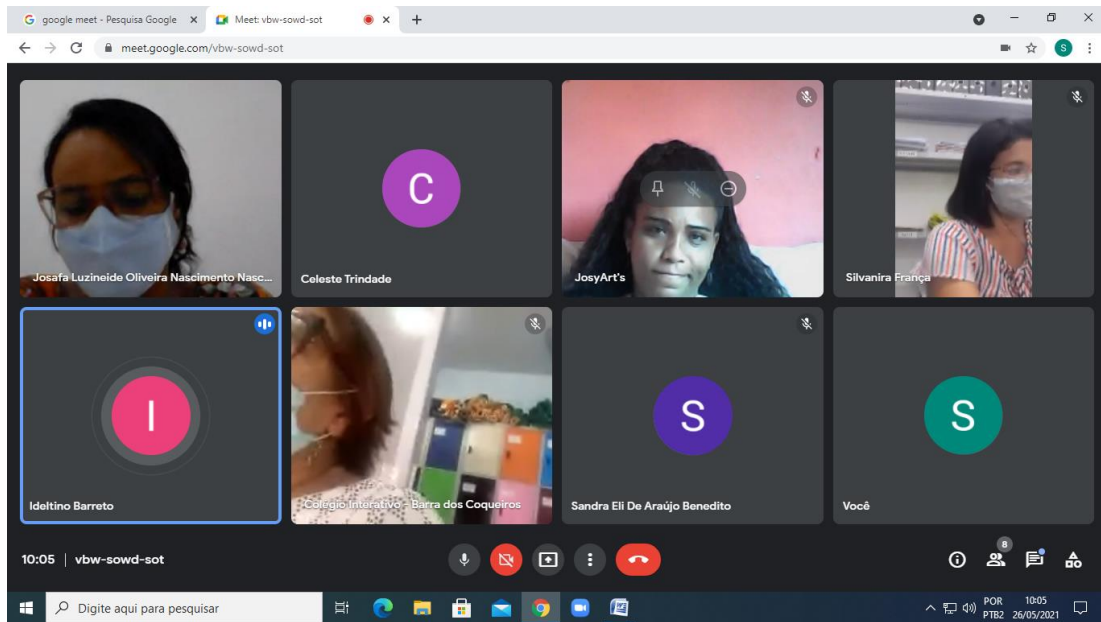 google meet - Pesquisa Google
Meet: vbw-sowd-sot
meet.google.com/vbw-sowd-sot
S
Josafa Luzineide Oliveira Nascimento Nasc...
C
Celeste Trindade
JosyArt's
Silvanira França
I
Ideltino Barreto
Colégio Interativo - Barra dos Coqueiros
S
Sandra Eli De Araújo Benedito
S
Você
10:05 | vbw-sowd-sot
8
Digite aqui para pesquisar
POR
PTB2
10:05
26/05/2021